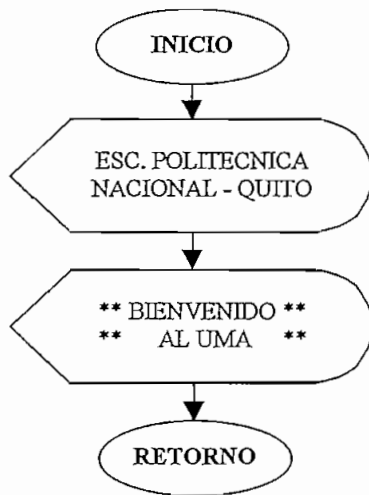 INICIO
ESC. POLITECNICA
NACIONAL - QUITO
** BIENVENIDO **
** AL UMA **
RETORNO